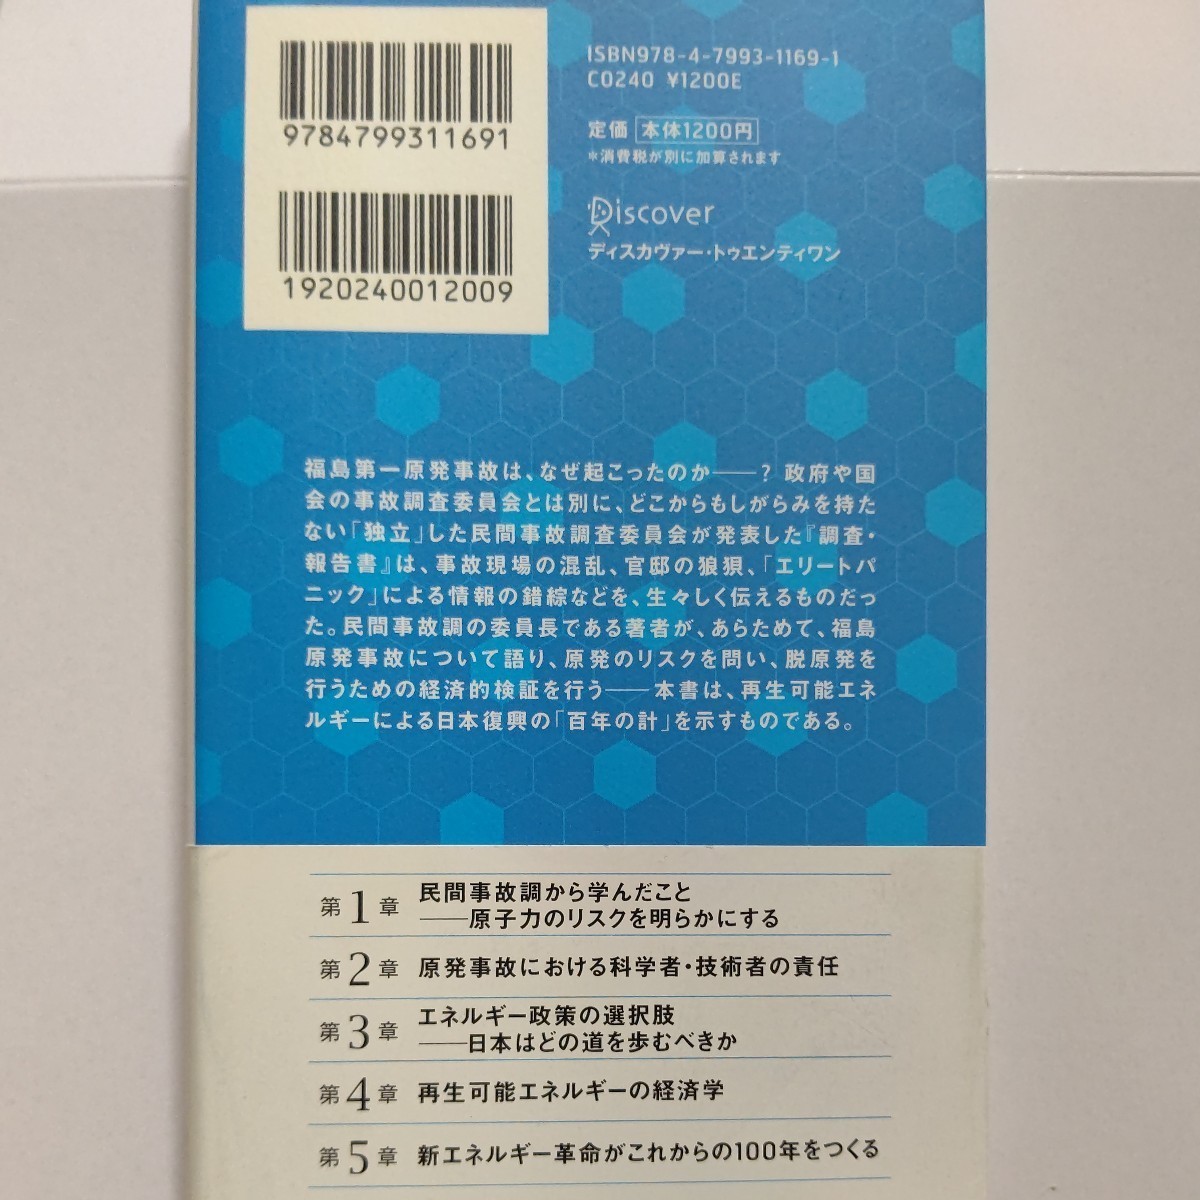 9784799311691
1920240012009
ISBN978-4-7993-1169-1
C0240 ¥1200E
定価 本体1200円
*消費税が別に加算されます
Discover
ディスカヴァー・トゥエンティワン
福島第一原発事故は、なぜ起こったのか――? 政府や国
会の事故調査委員会とは別に、どこからもしがらみを持た
ない「独立」した民間事故調査委員会が発表した『調査・
報告書』は、事故現場の混乱、官邸の狼狽、「エリートパ
ニック」による情報の錯綜などを、生々しく伝えるものだっ
た。民間事故調の委員長である著者が、あらためて、福島
原発事故について語り、原発のリスクを問い、脱原発を
行うための経済的検証を行う――本書は、再生可能エネ
ルギーによる日本復興の「百年の計」を示すものである。
第1章 民間事故調から学んだこと
――原子力のリスクを明らかにする
第2章 原発事故における科学者・技術者の責任
第3章 エネルギー政策の選択肢
――日本はどの道を歩むべきか
第4章 再生可能エネルギーの経済学
第5章 新エネルギー革命がこれからの100年をつくる